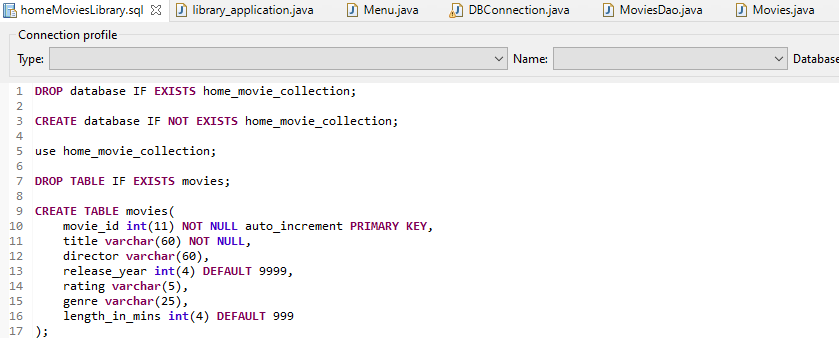 homeMoviesLibrary.sql library_application.java Menu.java DBConnection.java MoviesDao.java Movies.java
Connection profile
Type: Name: Database
1 DROP database IF EXISTS home_movie_collection;
2
3 CREATE database IF NOT EXISTS home_movie_collection;
4
5 use home_movie_collection;
6
7 DROP TABLE IF EXISTS movies;
8
9 CREATE TABLE movies(
10 movie_id int(11) NOT NULL auto_increment PRIMARY KEY,
11 title varchar(60) NOT NULL,
12 director varchar(60),
13 release_year int(4) DEFAULT 9999,
14 rating varchar(5),
15 genre varchar(25),
16 length_in_mins int(4) DEFAULT 999
17 );